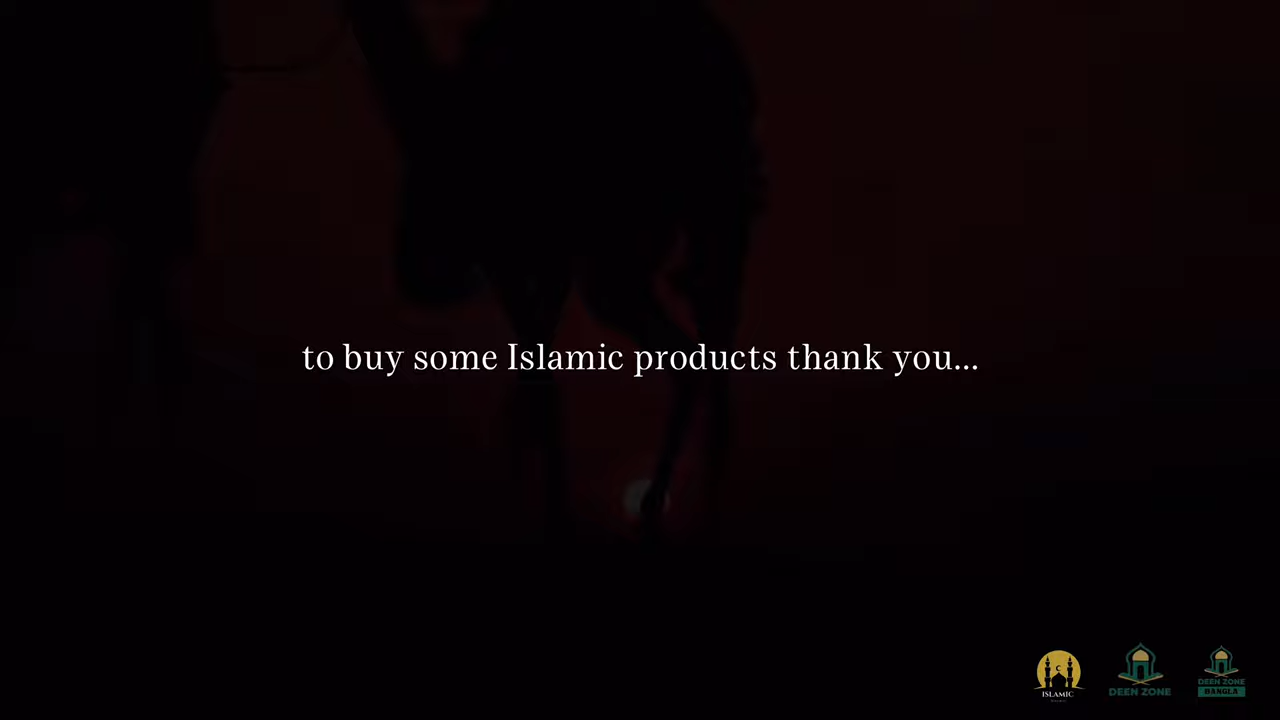 to buy some Islamic products thank you...
ISLAMIC
DEEN ZONE
DEEN ZONE
BANGLA